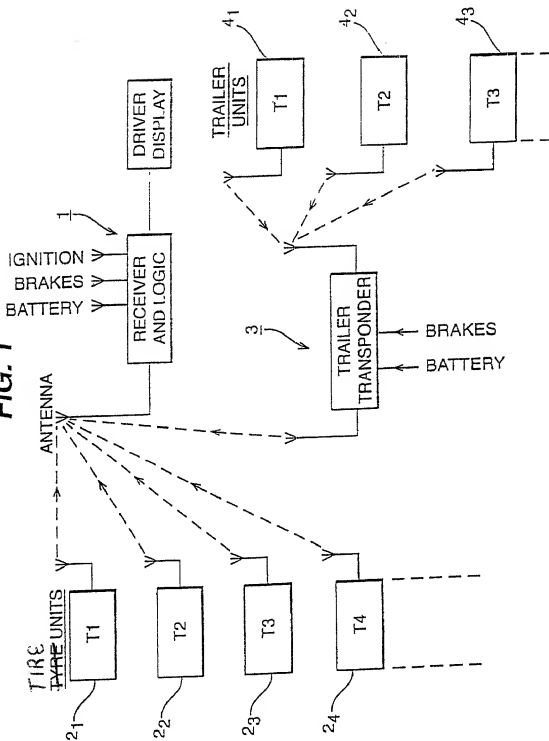 FIG. 1
ANTENNA
IGNITION
BRAKES
BATTERY
1
RECEIVER
AND LOGIC
DRIVER
DISPLAY
TIRE
TYRE UNITS
T1
21
T2
22
T3
23
T4
24
3
TRAILER
TRANSPONDER
BRAKES
BATTERY
TRAILER
UNITS
T1
41
T2
42
T3
43